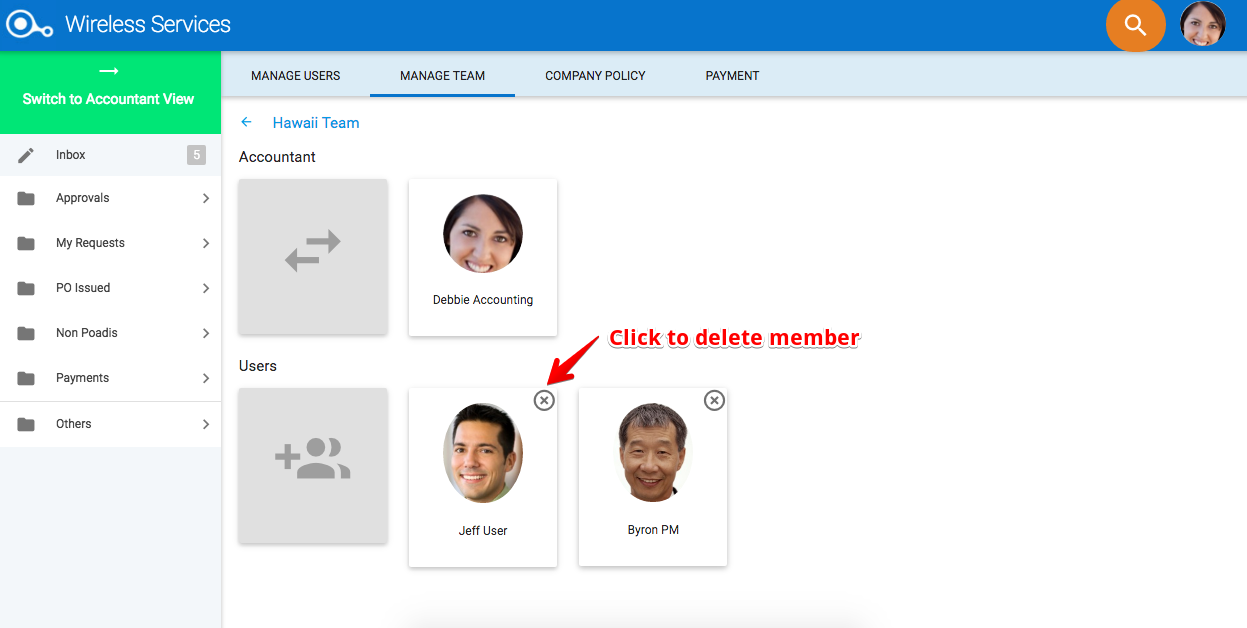 Wireless Services
Switch to Accountant View
MANAGE USERS
MANAGE TEAM
COMPANY POLICY
PAYMENT
Inbox
5
Approvals
My Requests
PO Issued
Non Poadis
Payments
Others
Hawaii Team
Accountant
Debbie Accounting
Click to delete member
Users
Jeff User
Byron PM